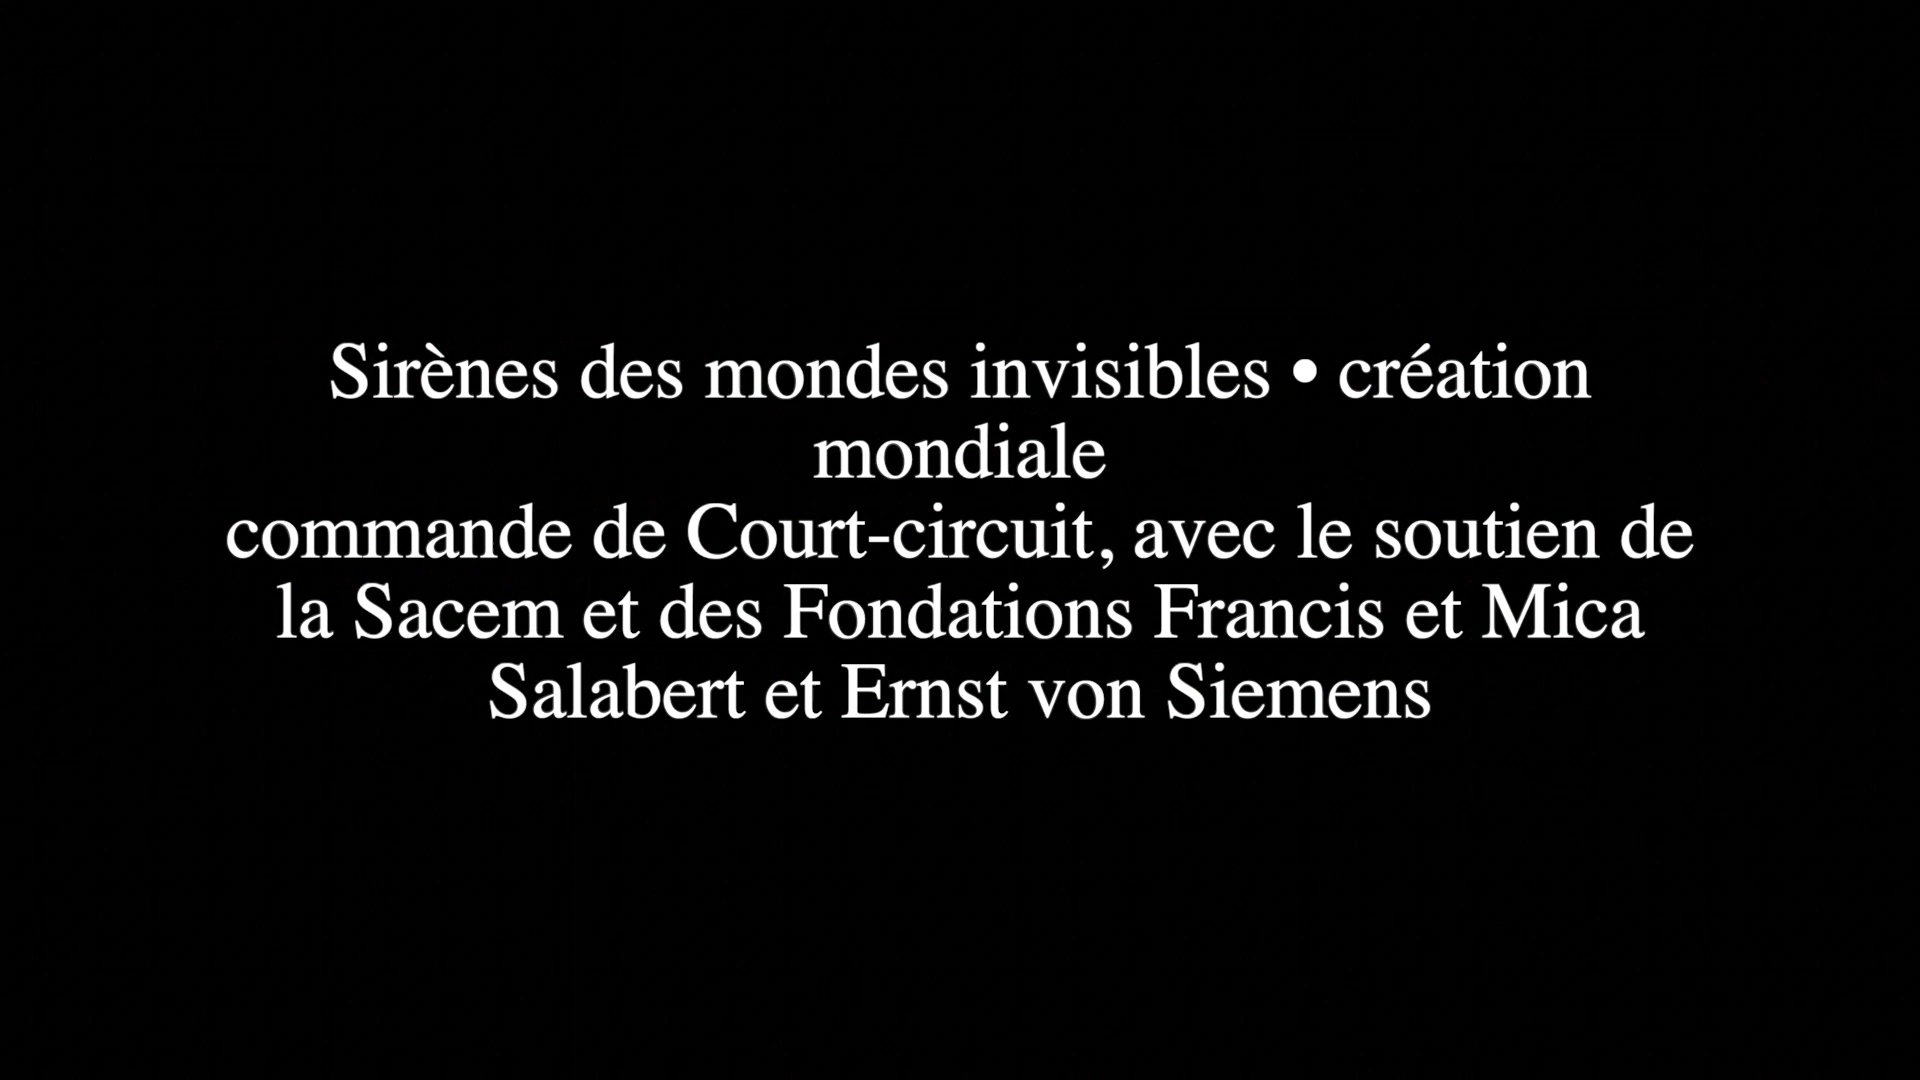 Sirènes des mondes invisibles • création
mondiale
commande de Court-circuit, avec le soutien de
la Sacem et des Fondations Francis et Mica
Salabert et Ernst von Siemens